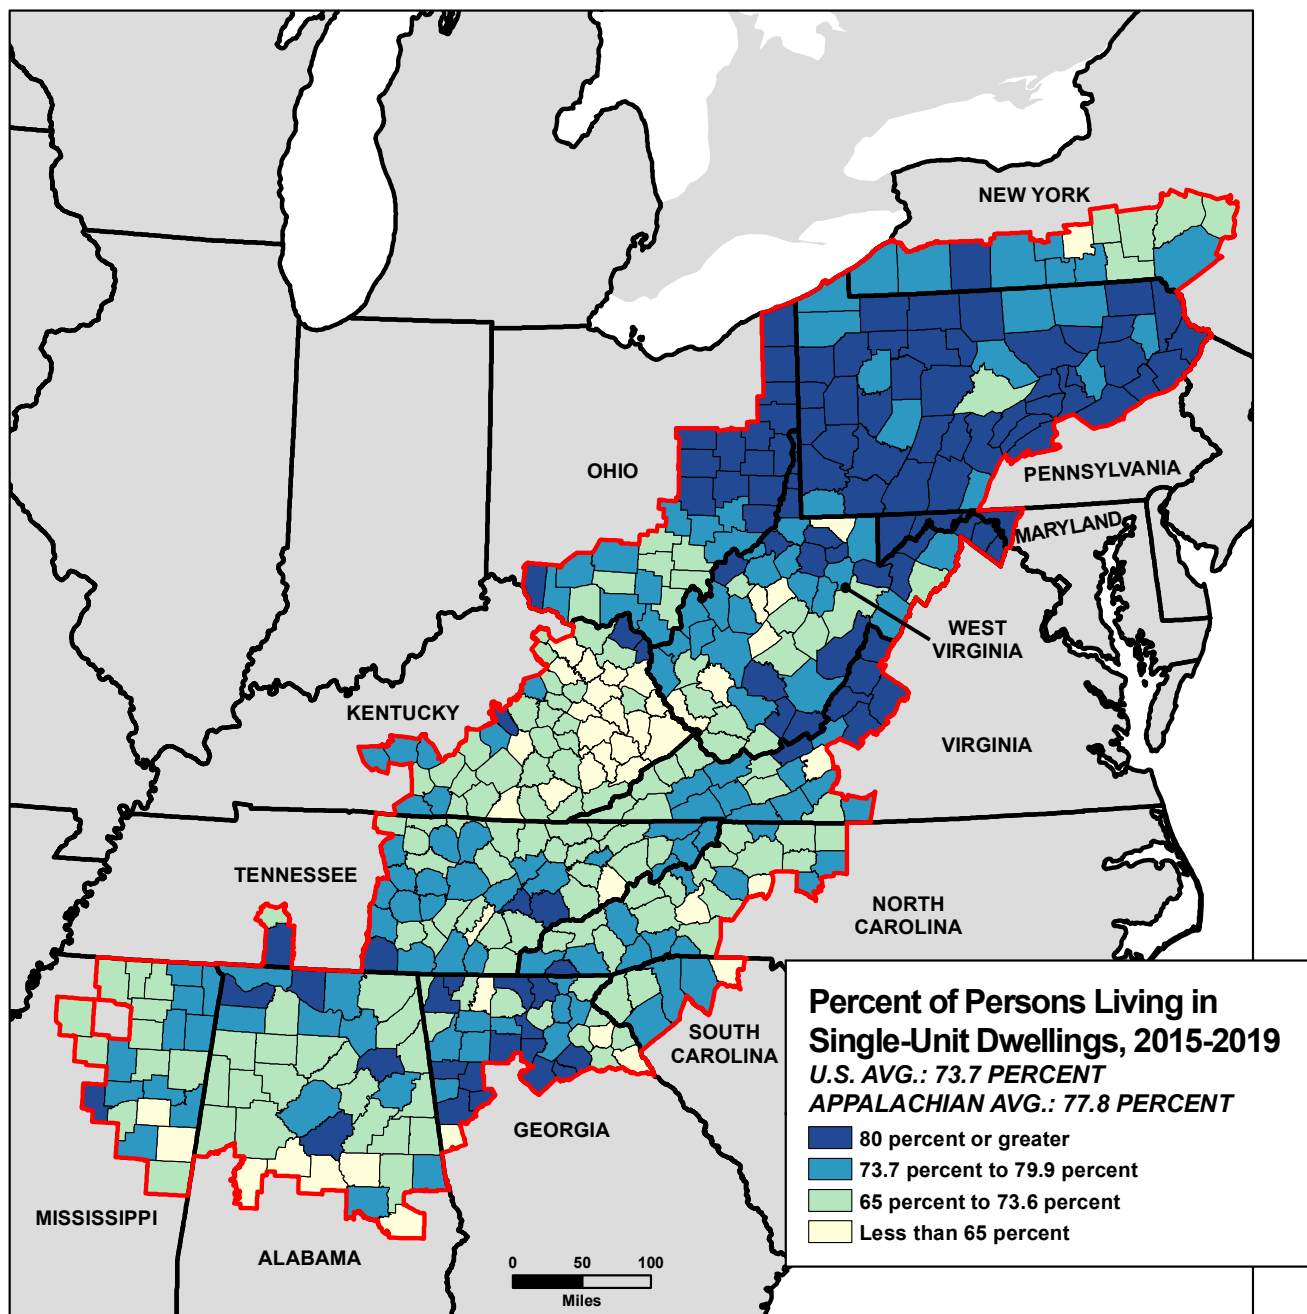 NEW YORK
OHIO
PENNSYLVANIA
MARYLAND
WEST
VIRGINIA
KENTUCKY
VIRGINIA
TENNESSEE
NORTH
CAROLINA
SOUTH
CAROLINA
GEORGIA
MISSISSIPPI
ALABAMA
Percent of Persons Living in
Single-Unit Dwellings, 2015-2019
U.S. AVG.: 73.7 PERCENT
APPALACHIAN AVG.: 77.8 PERCENT
80 percent or greater
73.7 percent to 79.9 percent
65 percent to 73.6 percent
Less than 65 percent
0 50 100
Miles